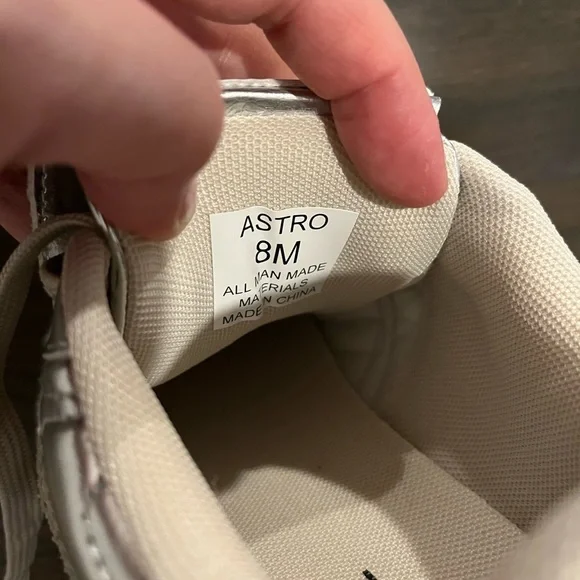 ASTRO
8M
ALL MAN MADE
MATERIALS
MADE IN CHINA